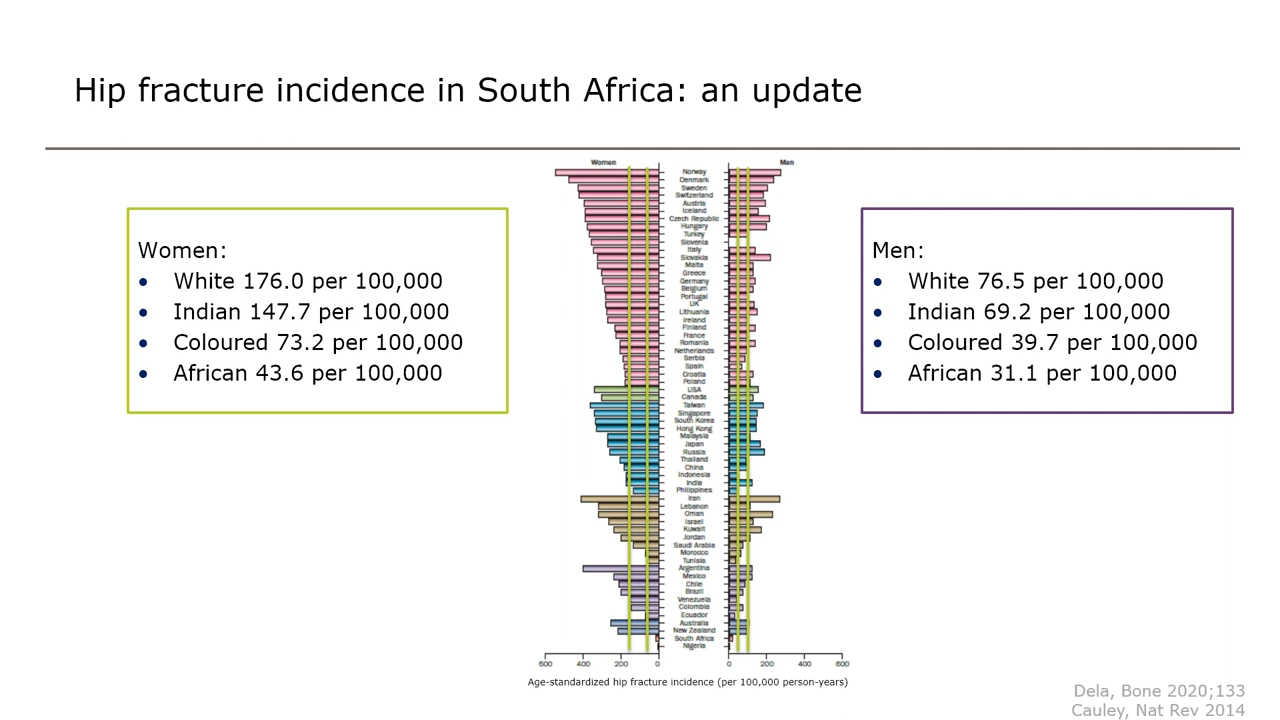 Hip fracture incidence in South Africa: an update
Women:
• White 176.0 per 100,000
• Indian 147.7 per 100,000
• Coloured 73.2 per 100,000
• African 43.6 per 100,000
Women
Men
Norway
Denmark
Sweden
Switzerland
Austria
Iceland
Czech Republic
Hungary
Turkey
Slovenia
Italy
Slovakia
Malta
Greece
Germany
Belgium
Portugal
UK
Lithuania
Ireland
Finland
France
Romania
Netherlands
Serbia
Spain
Croatia
Poland
USA
Canada
Taiwan
Singapore
South Korea
Hong Kong
Malaysia
Japan
Russia
Thailand
China
Indonesia
India
Philippines
Iran
Lebanon
Oman
Israel
Kuwait
Jordan
Saudi Arabia
Morocco
Tunisia
Argentina
Mexico
Chile
Brazil
Venezuela
Colombia
Ecuador
Australia
New Zealand
South Africa
Nigeria
600 400 200 0 0 200 400 600
Age-standardized hip fracture incidence (per 100,000 person-years)
Men:
• White 76.5 per 100,000
• Indian 69.2 per 100,000
• Coloured 39.7 per 100,000
• African 31.1 per 100,000
Dela, Bone 2020;133
Cauley, Nat Rev 2014